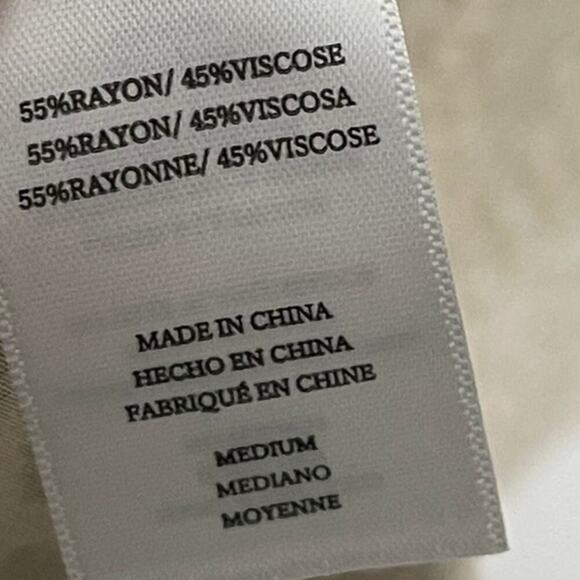 55%RAYON/ 45%VISCOSE
55%RAYON/ 45%VISCOSA
55%RAYONNE/ 45%VISCOSE
MADE IN CHINA
HECHO EN CHINA
FABRIQUÉ EN CHINE
MEDIUM
MEDIANO
MOYENNE